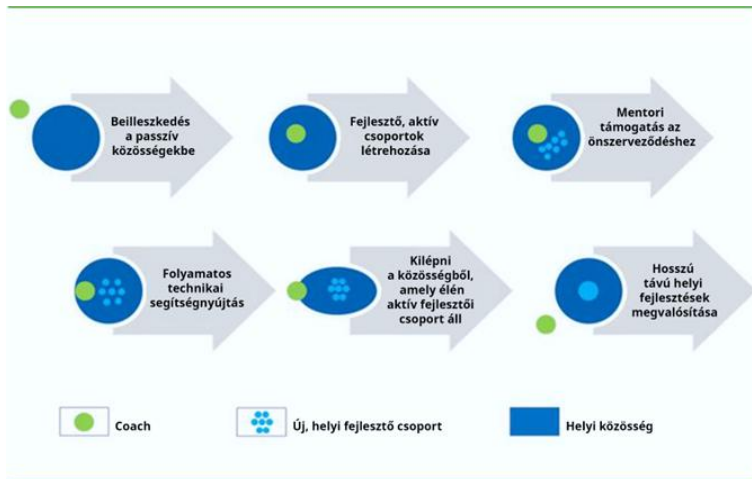 Beilleszkedés
a passzív
közösségekbe
Fejlesztő, aktív
csoportok
létrehozása
Mentori
támogatás az
önszerveződéshez
Folyamatos
technikai
segítségnyújtás
Kilépni
a közösségből,
amely élén
aktív fejlesztői
csoport áll
Hosszú
távú helyi
fejlesztések
megvalósítása
Coach
Új, helyi fejlesztő csoport
Helyi közösség